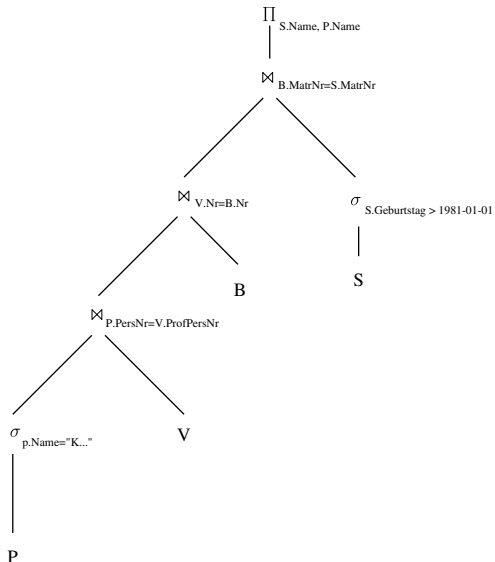 Π S.Name, P.Name
⋈ B.MatrNr=S.MatrNr
⋈ V.Nr=B.Nr
σ S.Geburtstag > 1981-01-01
B
S
⋈ P.PersNr=V.ProfPersNr
σ p.Name="K..."
V
P